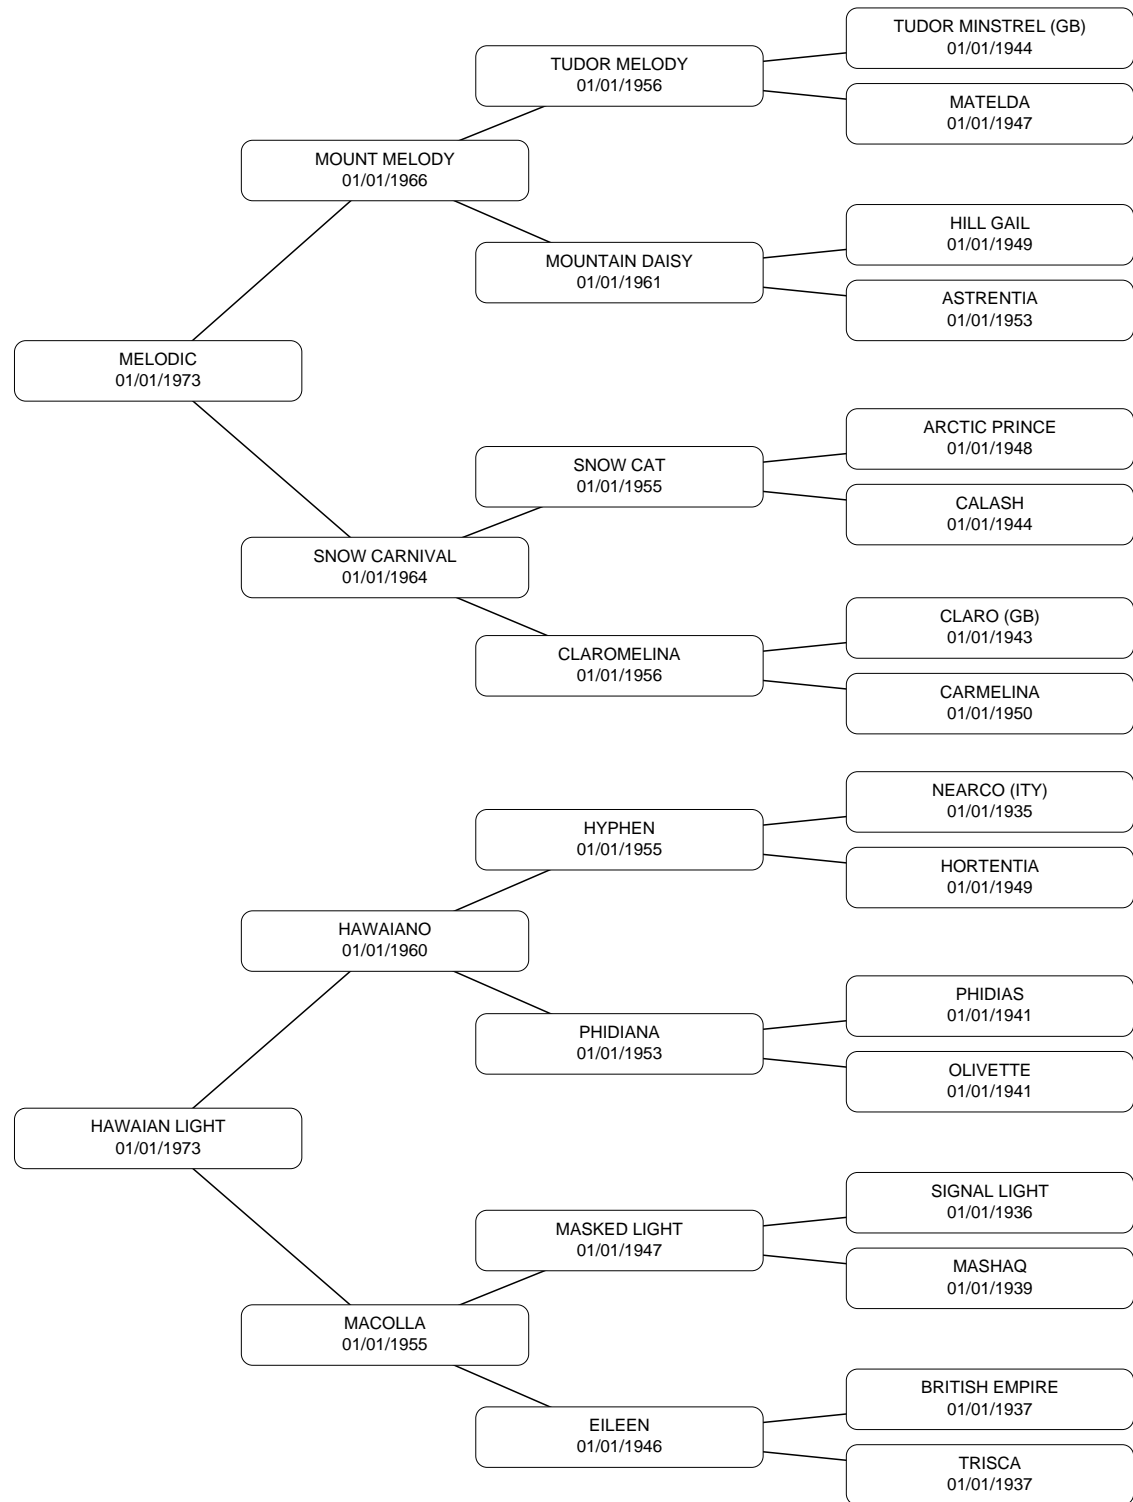 TUDOR MINSTREL (GB)
01/01/1944
TUDOR MELODY
01/01/1956
MATELDA
01/01/1947
MOUNT MELODY
01/01/1966
HILL GAIL
01/01/1949
MOUNTAIN DAISY
01/01/1961
ASTRENTIA
01/01/1953
MELODIC
01/01/1973
ARCTIC PRINCE
01/01/1948
SNOW CAT
01/01/1955
CALASH
01/01/1944
SNOW CARNIVAL
01/01/1964
CLARO (GB)
01/01/1943
CLAROMELINA
01/01/1956
CARMELINA
01/01/1950
NEARCO (ITY)
01/01/1935
HYPHEN
01/01/1955
HORTENTIA
01/01/1949
HAWAIANO
01/01/1960
PHIDIAS
01/01/1941
PHIDIANA
01/01/1953
OLIVETTE
01/01/1941
HAWAIAN LIGHT
01/01/1973
SIGNAL LIGHT
01/01/1936
MASKED LIGHT
01/01/1947
MASHAQ
01/01/1939
MACOLLA
01/01/1955
BRITISH EMPIRE
01/01/1937
EILEEN
01/01/1946
TRISCA
01/01/1937